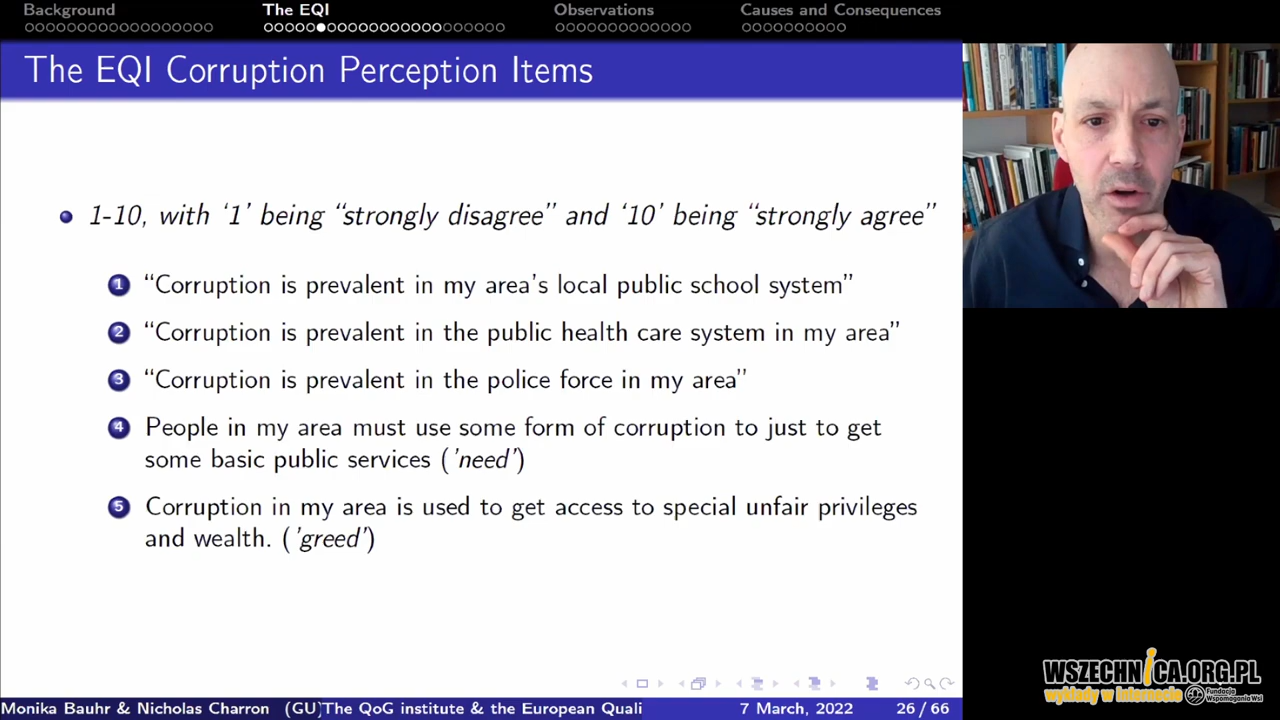 Background The EQI Observations Causes and Consequences
The EQI Corruption Perception Items
1-10, with ‘1’ being “strongly disagree” and ‘10’ being “strongly agree”
1 “Corruption is prevalent in my area’s local public school system”
2 “Corruption is prevalent in the public health care system in my area”
3 “Corruption is prevalent in the police force in my area”
4 People in my area must use some form of corruption to just to get
some basic public services (’need’)
5 Corruption in my area is used to get access to special unfair privileges
and wealth. (’greed’)
WSZECHNICA.ORG.PL
wykłady w internecie Fundacja
Wspomagania Wsi
Monika Bauhr & Nicholas Charron (GU) The QoG institute & the European Quali 7 March, 2022 26 / 66